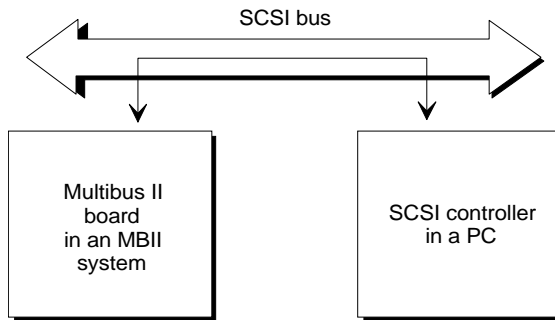 SCSI bus
Multibus II
board
in an MBII
system
SCSI controller
in a PC